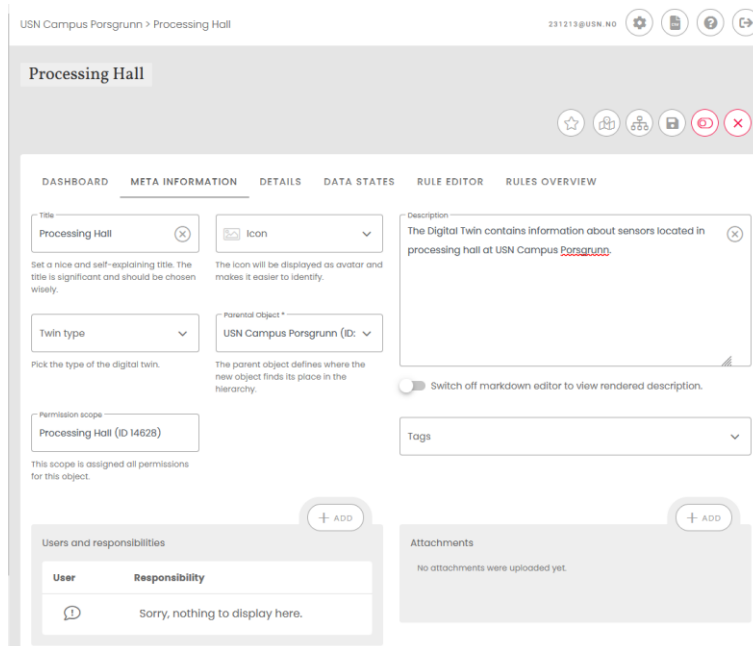 USN Campus Porsgrunn > Processing Hall
231213@USN.NO
Processing Hall
DASHBOARD
META INFORMATION
DETAILS
DATA STATES
RULE EDITOR
RULES OVERVIEW
Title
Processing Hall
Set a nice and self-explaining title. The
title is significant and should be chosen
wisely.
Icon
The icon will be displayed as avatar and
makes it easier to identify.
Description
The Digital Twin contains information about sensors located in
processing hall at USN Campus Porsgrunn.
Twin type
Pick the type of the digital twin.
Parental Object *
USN Campus Porsgrunn (ID:
The parent object defines where the
new object finds its place in the
hierarchy.
Switch off markdown editor to view rendered description.
Permission scope
Processing Hall (ID 14628)
This scope is assigned all permissions
for this object.
Tags
+ ADD
Users and responsibilities
User
Responsibility
Sorry, nothing to display here.
+ ADD
Attachments
No attachments were uploaded yet.